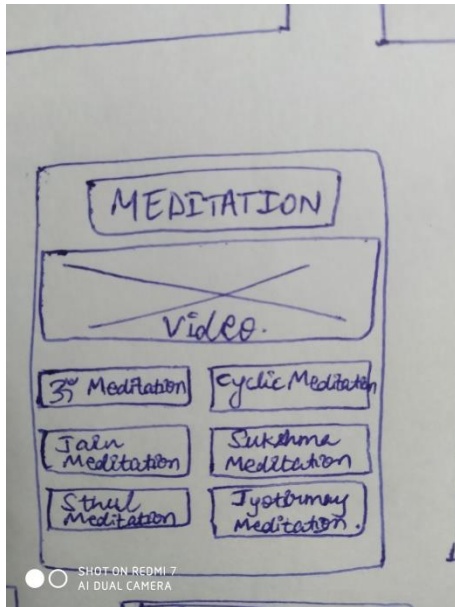 MEDITATION
Video.
ॐ Meditation
Cyclic Meditation
Jain
Meditation
Sukshma
Meditation
Sthul
Meditation
Jyotirmay
Meditation.
SHOT ON REDMI 7
AI DUAL CAMERA